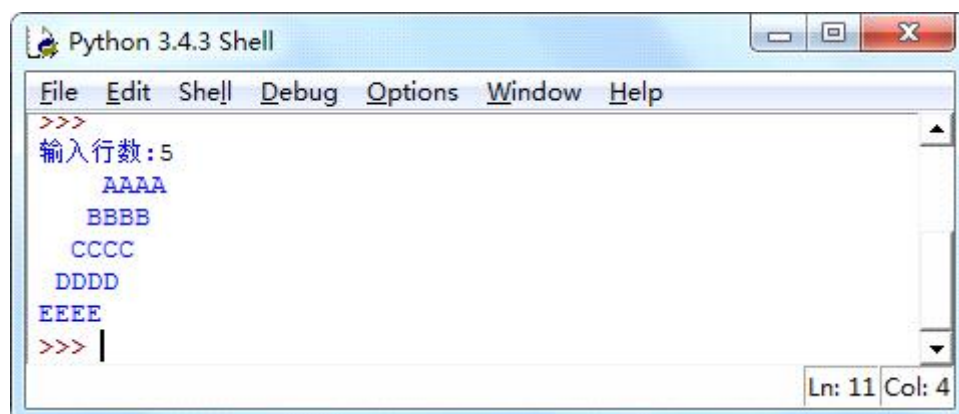 Python 3.4.3 Shell
File Edit Shell Debug Options Window Help
>>>
输入行数:5
    AAAA
   BBBB
  CCCC
 DDDD
EEEE
>>>
Ln: 11 Col: 4